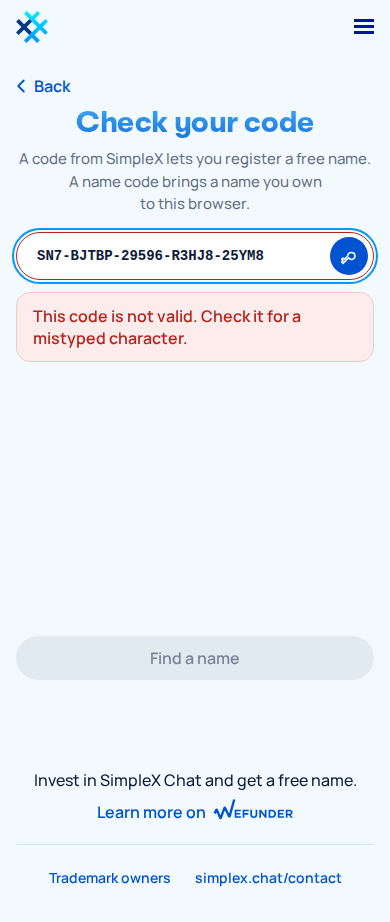 Back
Check your code
A code from SimpleX lets you register a free name.
A name code brings a name you own
to this browser.
SN7-BJTBP-29596-R3HJ8-25YM8
This code is not valid. Check it for a
mistyped character.
Find a name
Invest in SimpleX Chat and get a free name.
Learn more on WEFUNDER
Trademark owners simplex.chat/contact